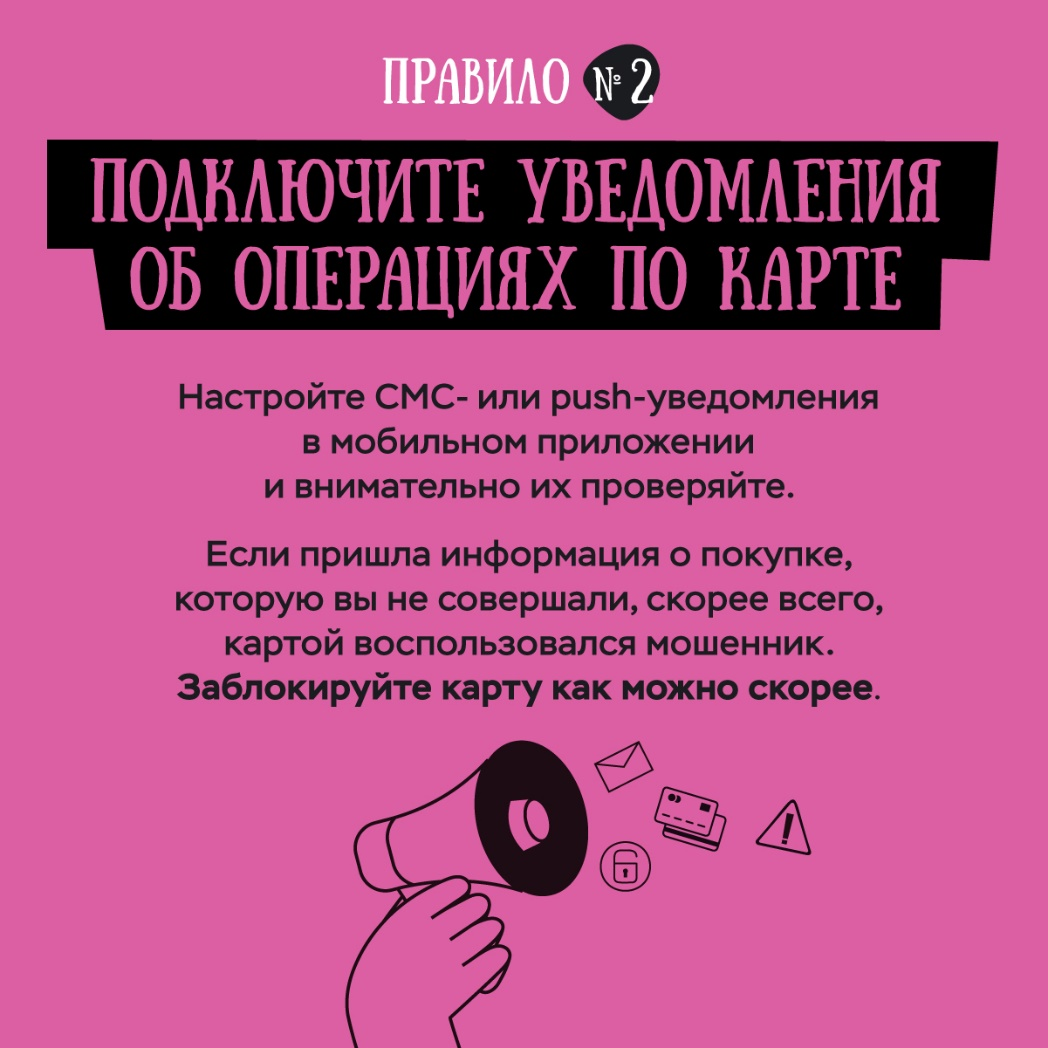 ПРАВИЛО № 2
ПОДКЛЮЧИТЕ УВЕДОМЛЕНИЯ
ОБ ОПЕРАЦИЯХ ПО КАРТЕ
Настройте СМС- или push-уведомления
в мобильном приложении
и внимательно их проверяйте.
Если пришла информация о покупке,
которую вы не совершали, скорее всего,
картой воспользовался мошенник.
Заблокируйте карту как можно скорее.